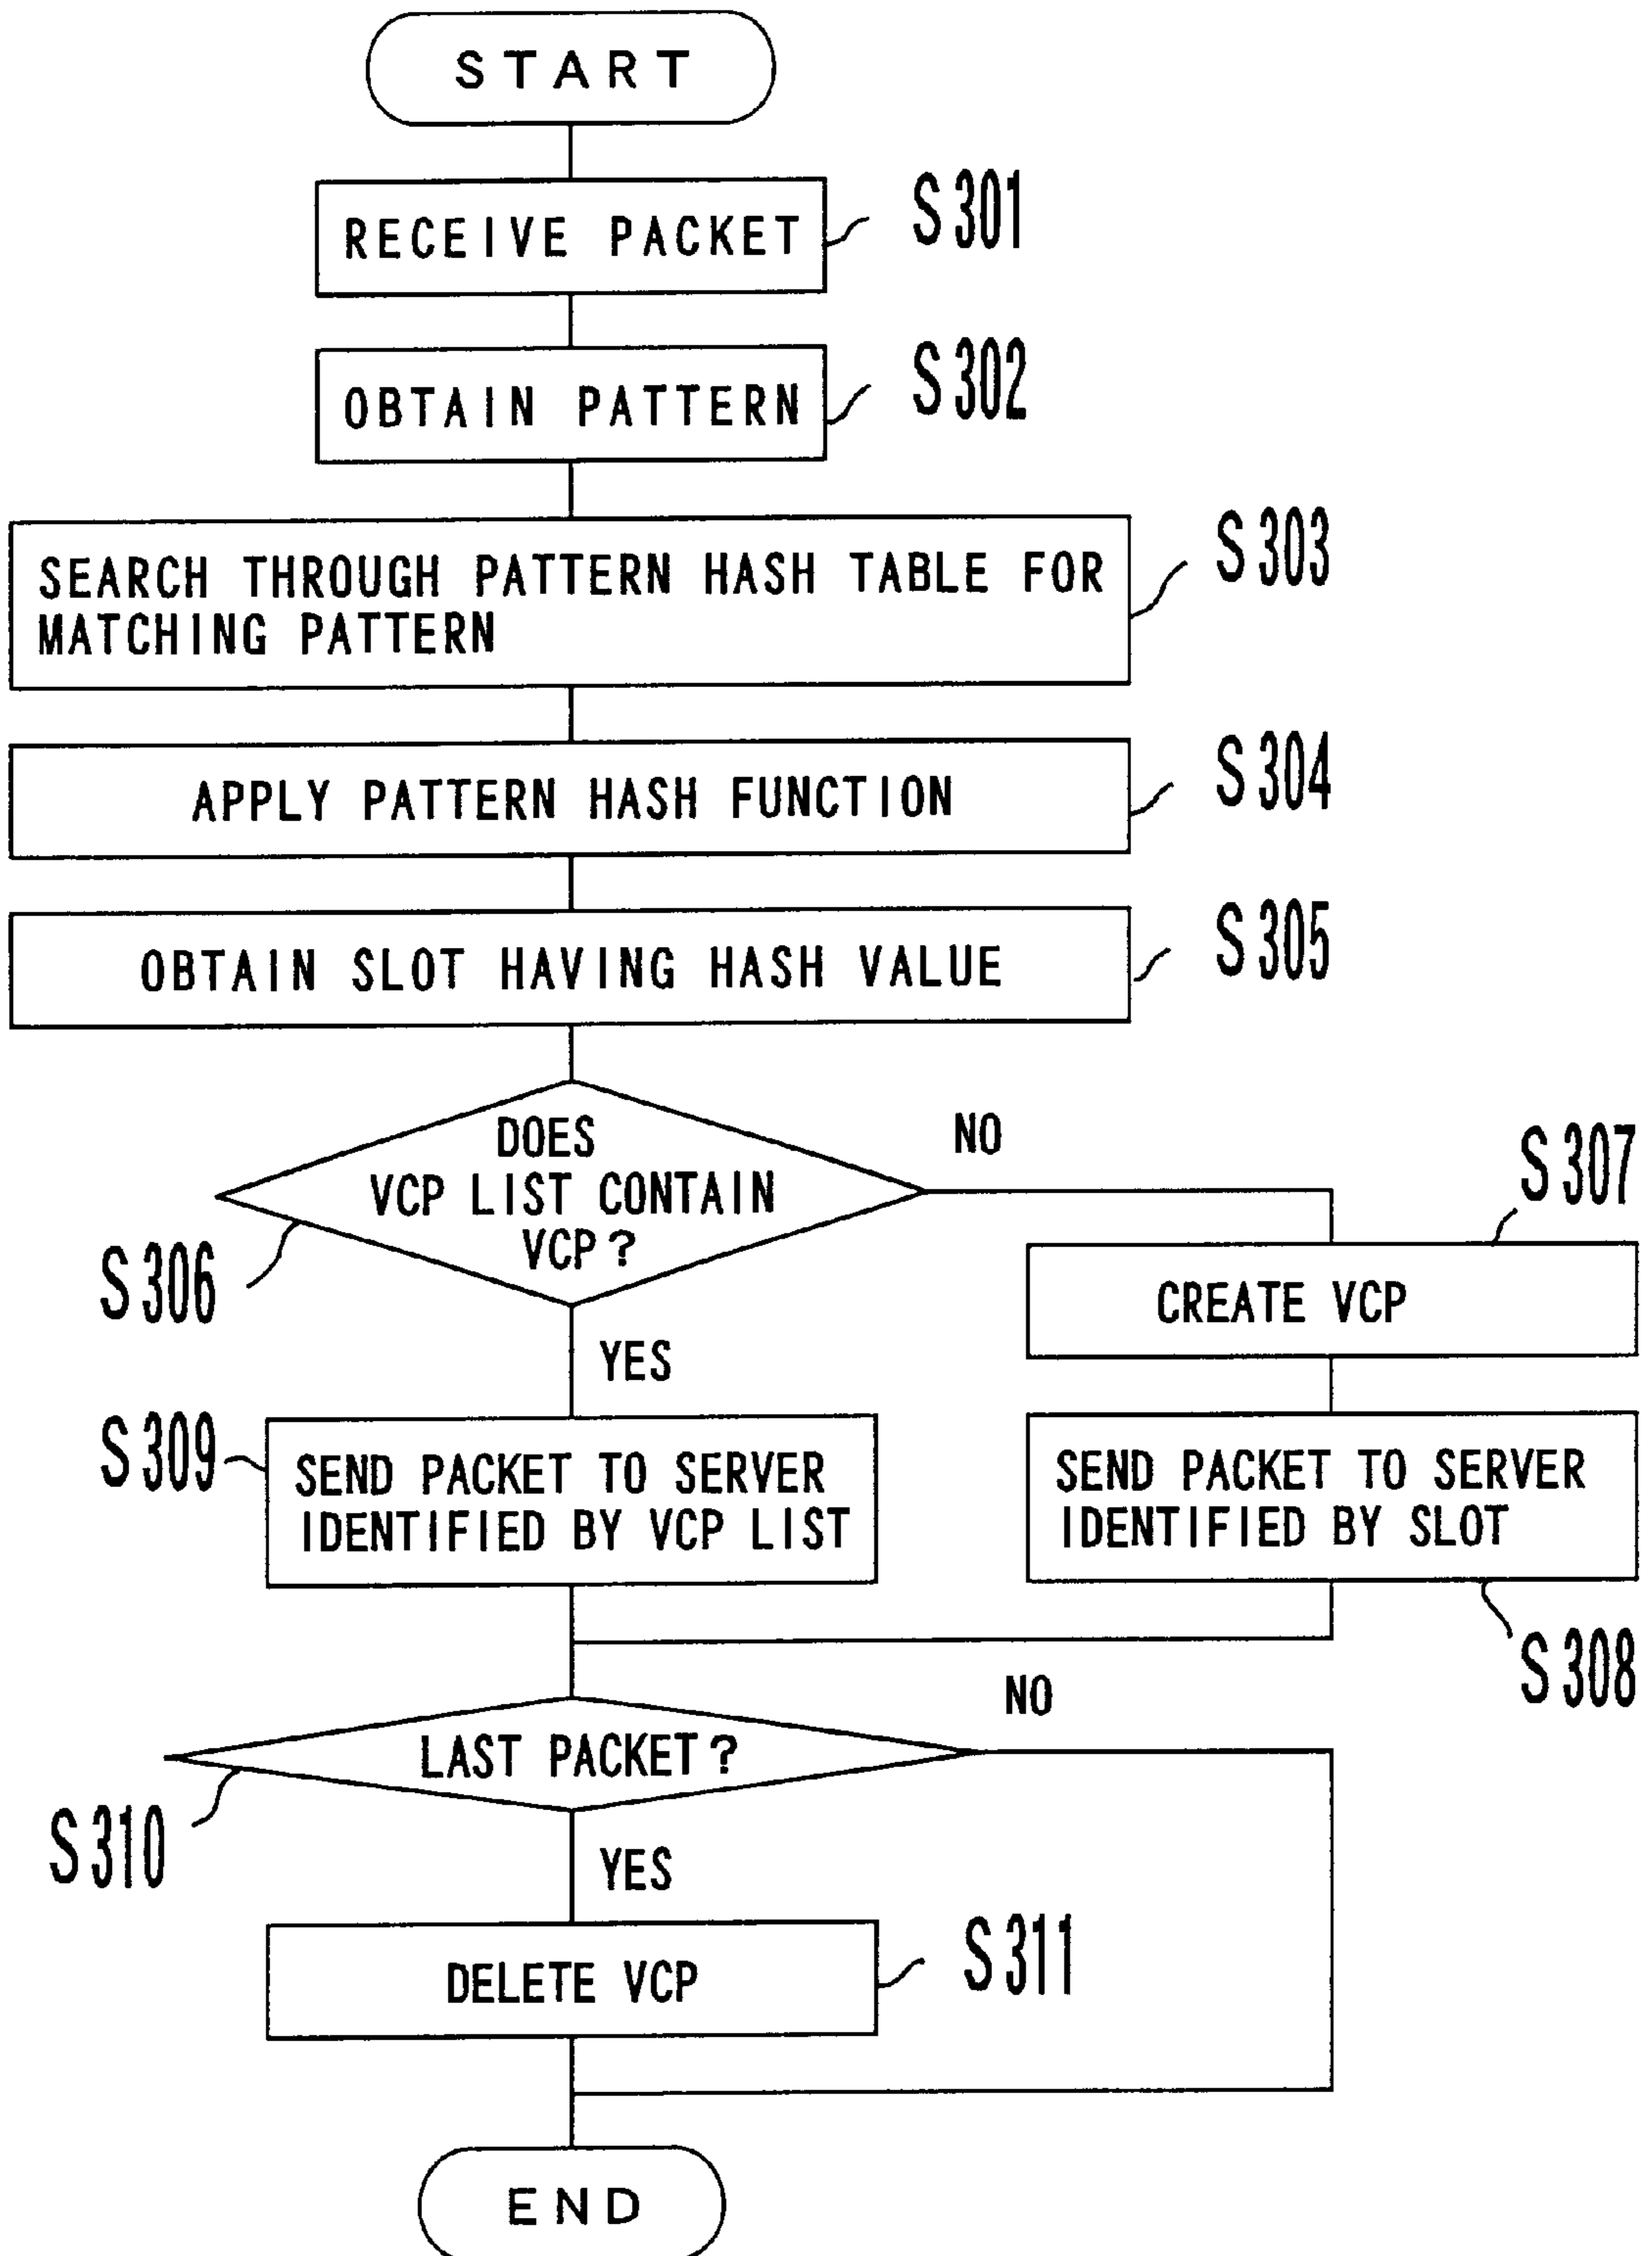 START
RECEIVE PACKET
S301
OBTAIN PATTERN
S302
SEARCH THROUGH PATTERN HASH TABLE FOR
MATCHING PATTERN
S303
APPLY PATTERN HASH FUNCTION
S304
OBTAIN SLOT HAVING HASH VALUE
S305
DOES
VCP LIST CONTAIN
VCP?
NO
S306
S307
CREATE VCP
YES
S309
SEND PACKET TO SERVER
IDENTIFIED BY VCP LIST
SEND PACKET TO SERVER
IDENTIFIED BY SLOT
S308
LAST PACKET?
NO
S310
YES
DELETE VCP
S311
END